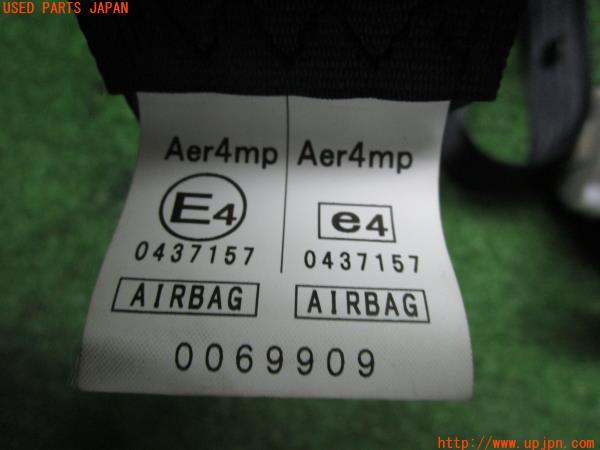 USED PARTS JAPAN
Aer4mp Aer4mp
E4 e4
0437157 0437157
AIRBAG AIRBAG
0069909
http://www.upjpn.com